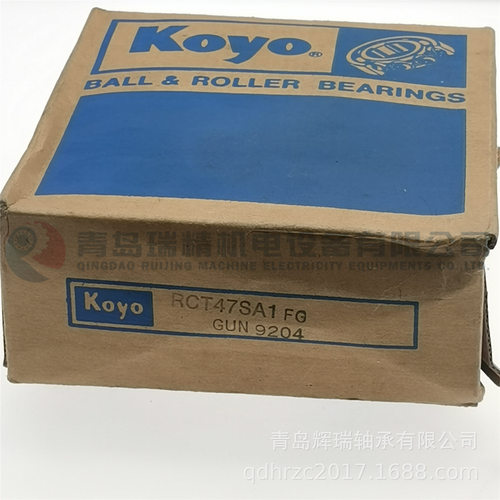 Koyo®
BALL & ROLLER BEARINGS
青岛瑞精机电设备有限公司
QINGDAO RUIJING MACHINE ELECTRICITY EQUIPMENTS CO.,LTD
Koyo
RCT47SA1 FG
GUN 9204
青岛辉瑞轴承有限公司
qdhrzc2017.1688.com